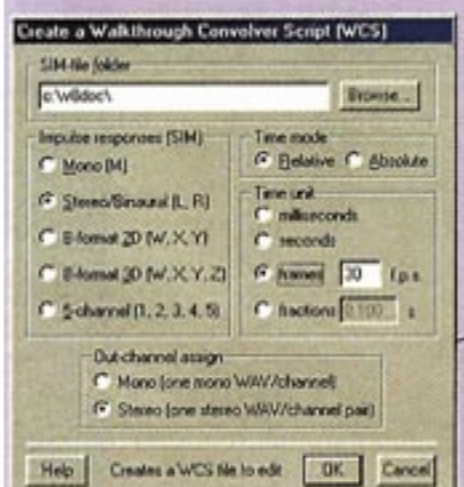 Create a Walkthrough Convolver Script (WCS)
SIM-file folder
Browse...
Impulse responses (SIM)
Mono (M)
Stereo/Binaural (L, R)
B-format 2D (W, X, Y)
B-format 3D (W, X, Y, Z)
5-channel (1, 2, 3, 4, 5)
Time mode
Relative Absolute
Time unit
milliseconds
seconds
frames 30 f.p.s.
fractions 0.100 s
Out-channel assign
Mono (one mono WAV/channel)
Stereo (one stereo WAV/channel pair)
Help Creates a WCS file to edit OK Cancel